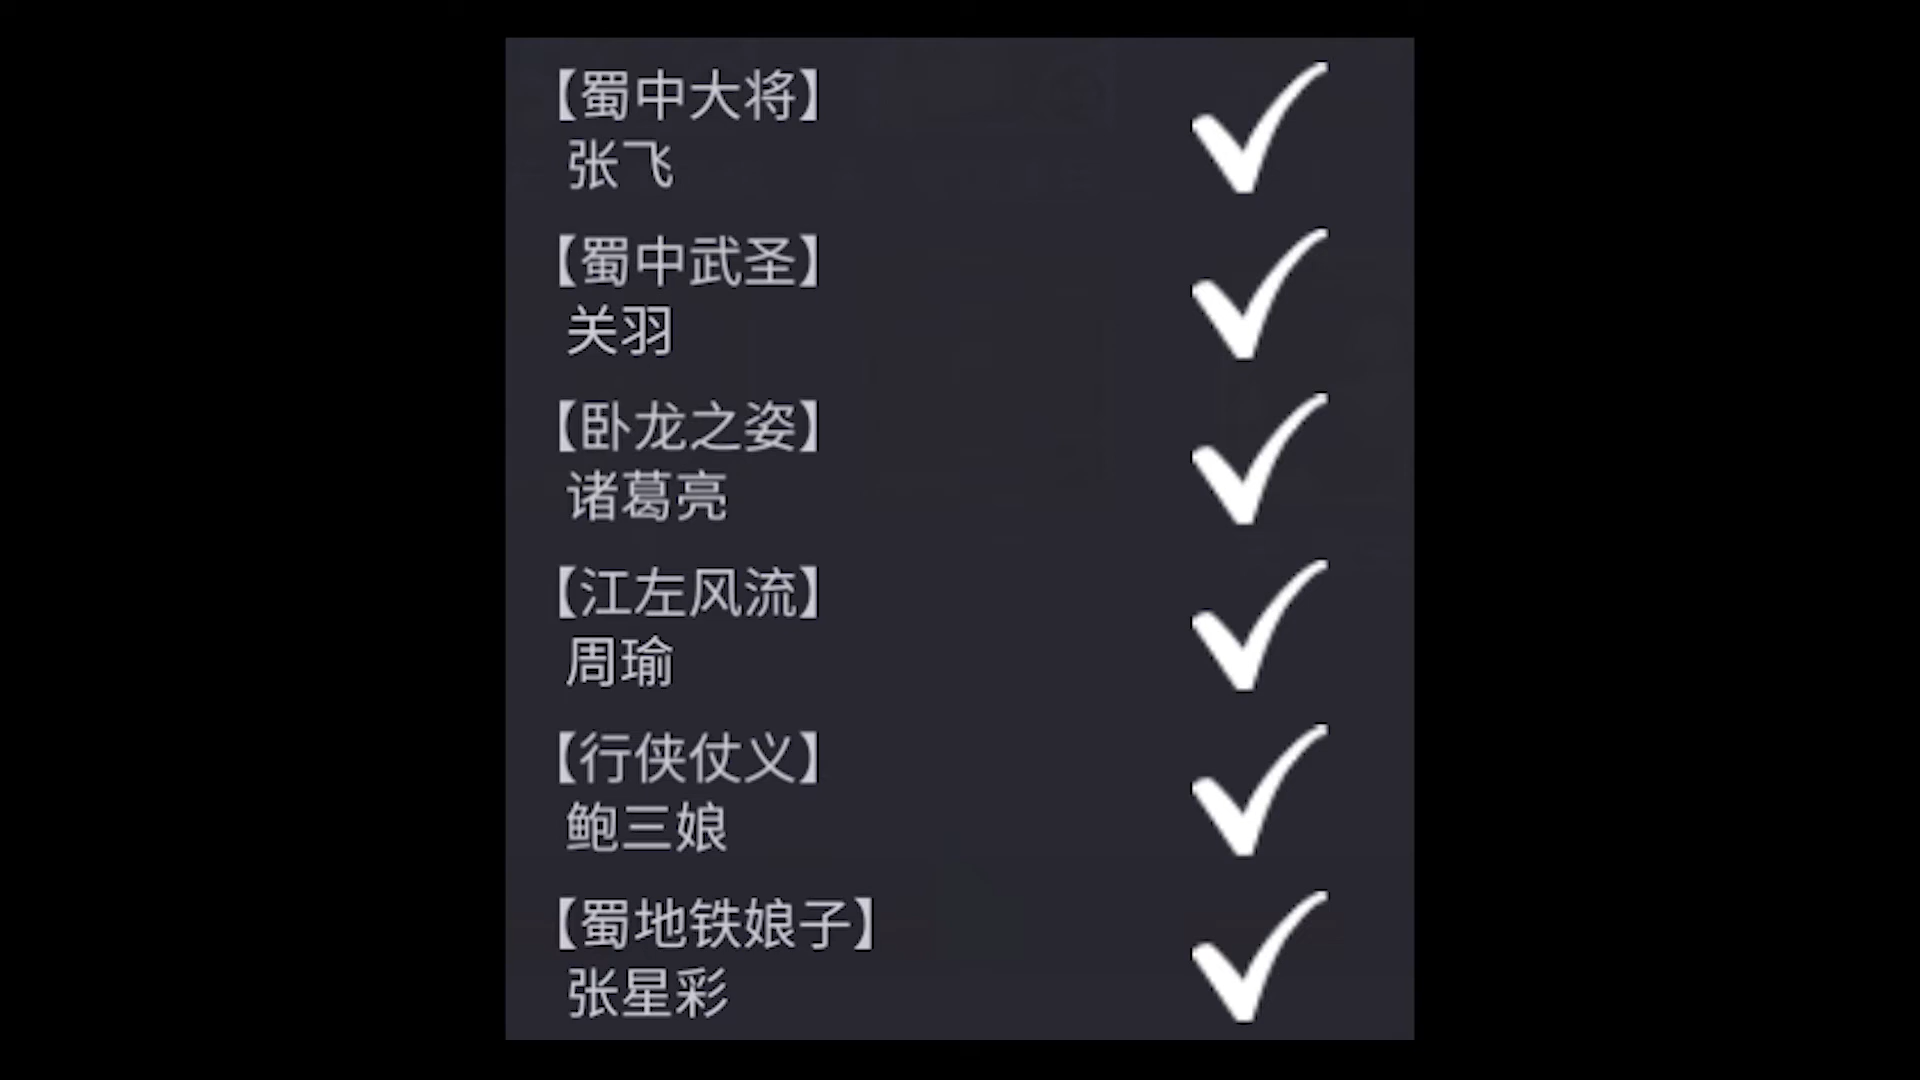 【蜀中大将】
张飞
【蜀中武圣】
关羽
【卧龙之姿】
诸葛亮
【江左风流】
周瑜
【行侠仗义】
鲍三娘
【蜀地铁娘子】
张星彩